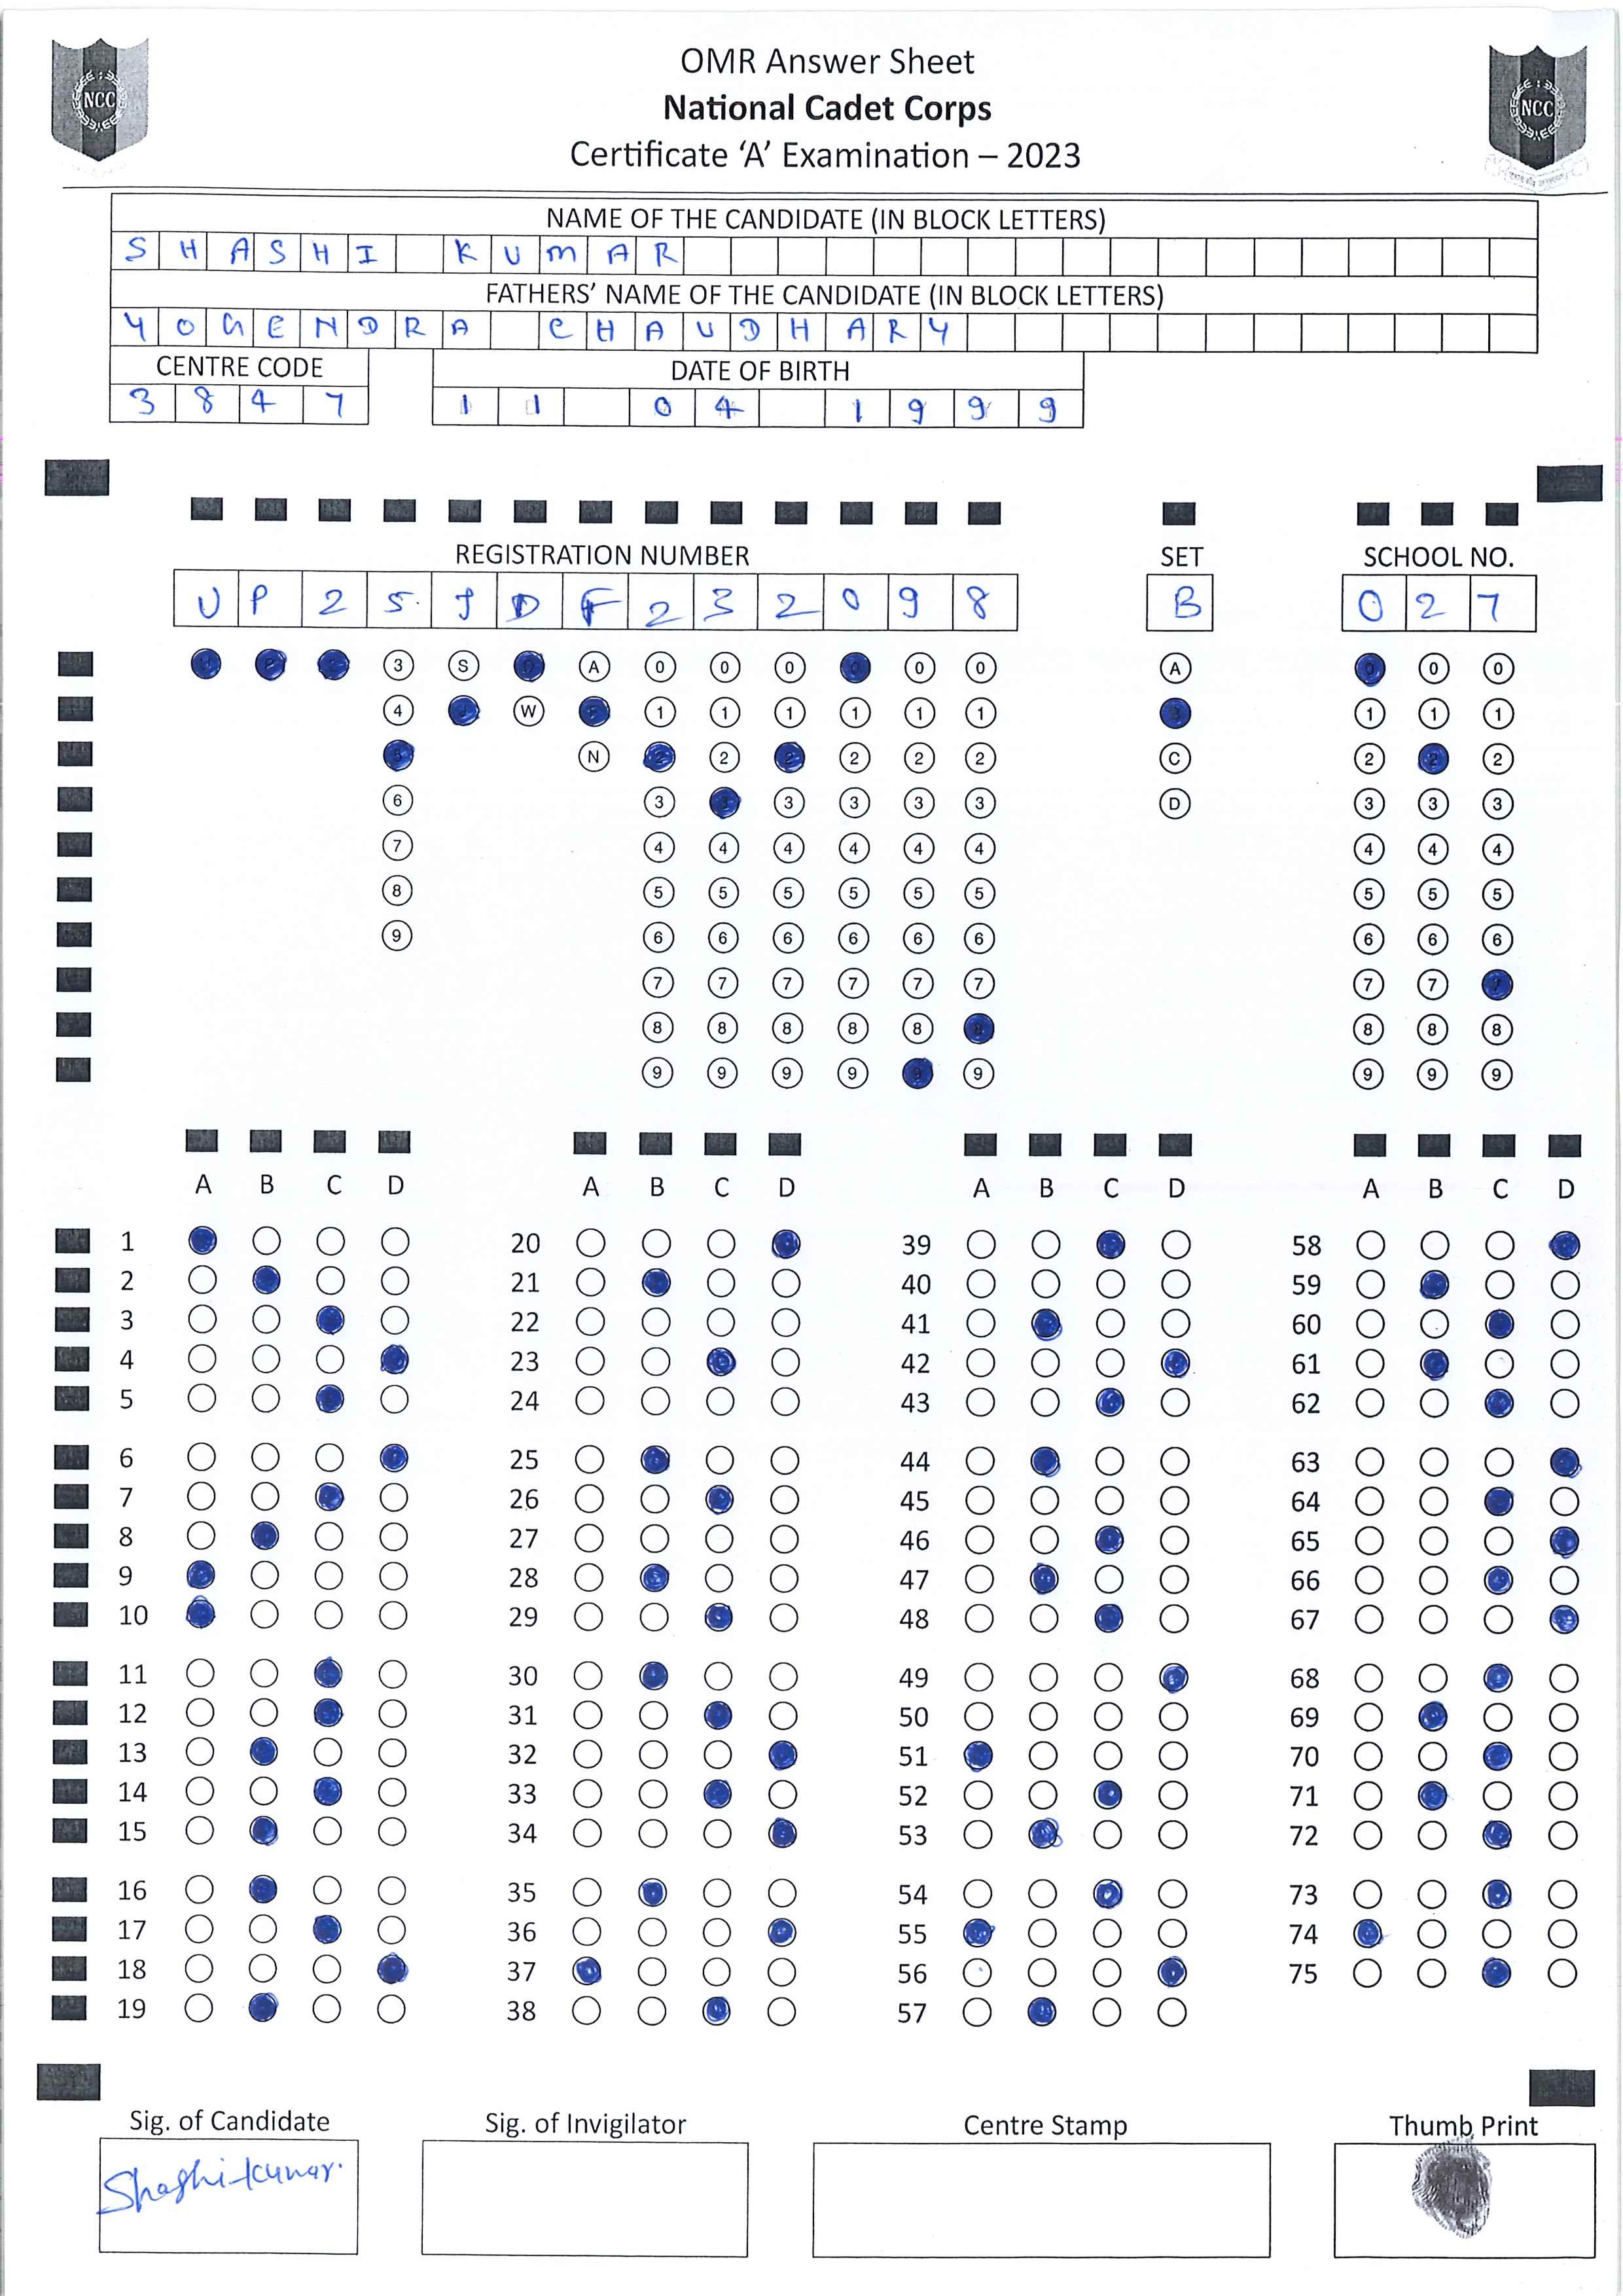 OMR Answer Sheet
National Cadet Corps
Certificate ‘A’ Examination – 2023
NCC
NCC
NAME OF THE CANDIDATE (IN BLOCK LETTERS)
SHASHI KUMAR
FATHERS’ NAME OF THE CANDIDATE (IN BLOCK LETTERS)
YOGENDRA CHAUDHARY
CENTRE CODE DATE OF BIRTH
3847 11 04 1999
REGISTRATION NUMBER SET SCHOOL NO.
U P 2 5 J D F 2 3 2 0 9 8 B 0 2 7
U P 2 3 S D A 0 0 0 0 0 0 A 0 0 0
4 J W F 1 1 1 1 1 1 B 1 1 1
5 N 2 2 2 2 2 2 C 2 2 2
6 3 3 3 3 3 3 D 3 3 3
7 4 4 4 4 4 4 4 4 4
8 5 5 5 5 5 5 5 5 5
9 6 6 6 6 6 6 6 6 6
7 7 7 7 7 7 7 7 7
8 8 8 8 8 8 8 8 8
9 9 9 9 9 9 9 9 9
A B C D A B C D A B C D A B C D
1 20 39 58
2 21 40 59
3 22 41 60
4 23 42 61
5 24 43 62
6 25 44 63
7 26 45 64
8 27 46 65
9 28 47 66
10 29 48 67
11 30 49 68
12 31 50 69
13 32 51 70
14 33 52 71
15 34 53 72
16 35 54 73
17 36 55 74
18 37 56 75
19 38 57
Sig. of Candidate Sig. of Invigilator Centre Stamp Thumb Print
Shashi kumar.